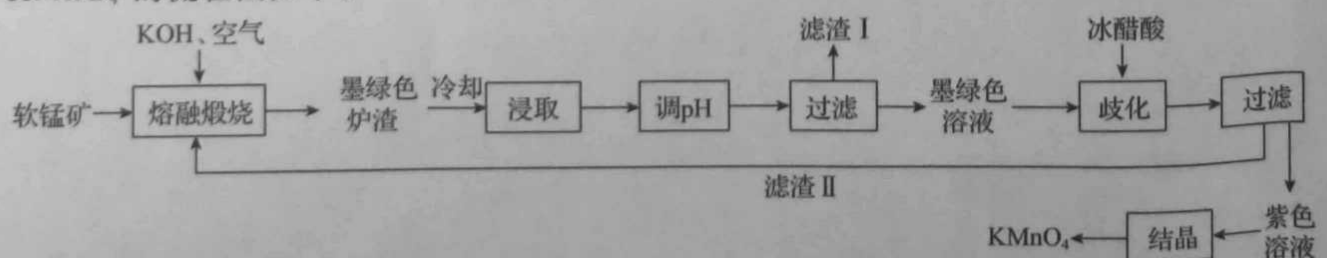 KOH、空气
滤渣Ⅰ
冰醋酸
软锰矿
熔融煅烧
墨绿色
炉渣
冷却
浸取
调pH
过滤
墨绿色
溶液
歧化
过滤
滤渣Ⅱ
紫色
溶液
结晶
KMnO₄